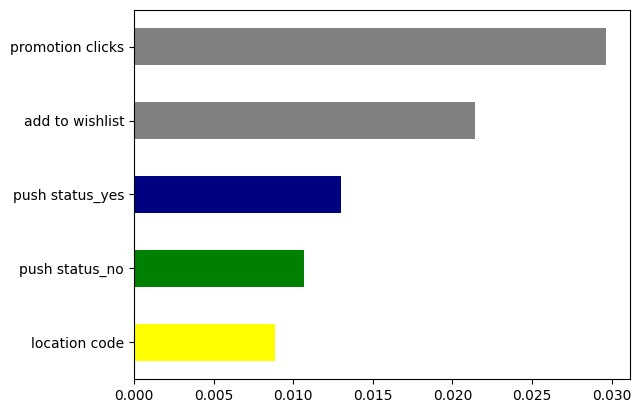 promotion clicks
add to wishlist
push status_yes
push status_no
location code
0.000 0.005 0.010 0.015 0.020 0.025 0.030